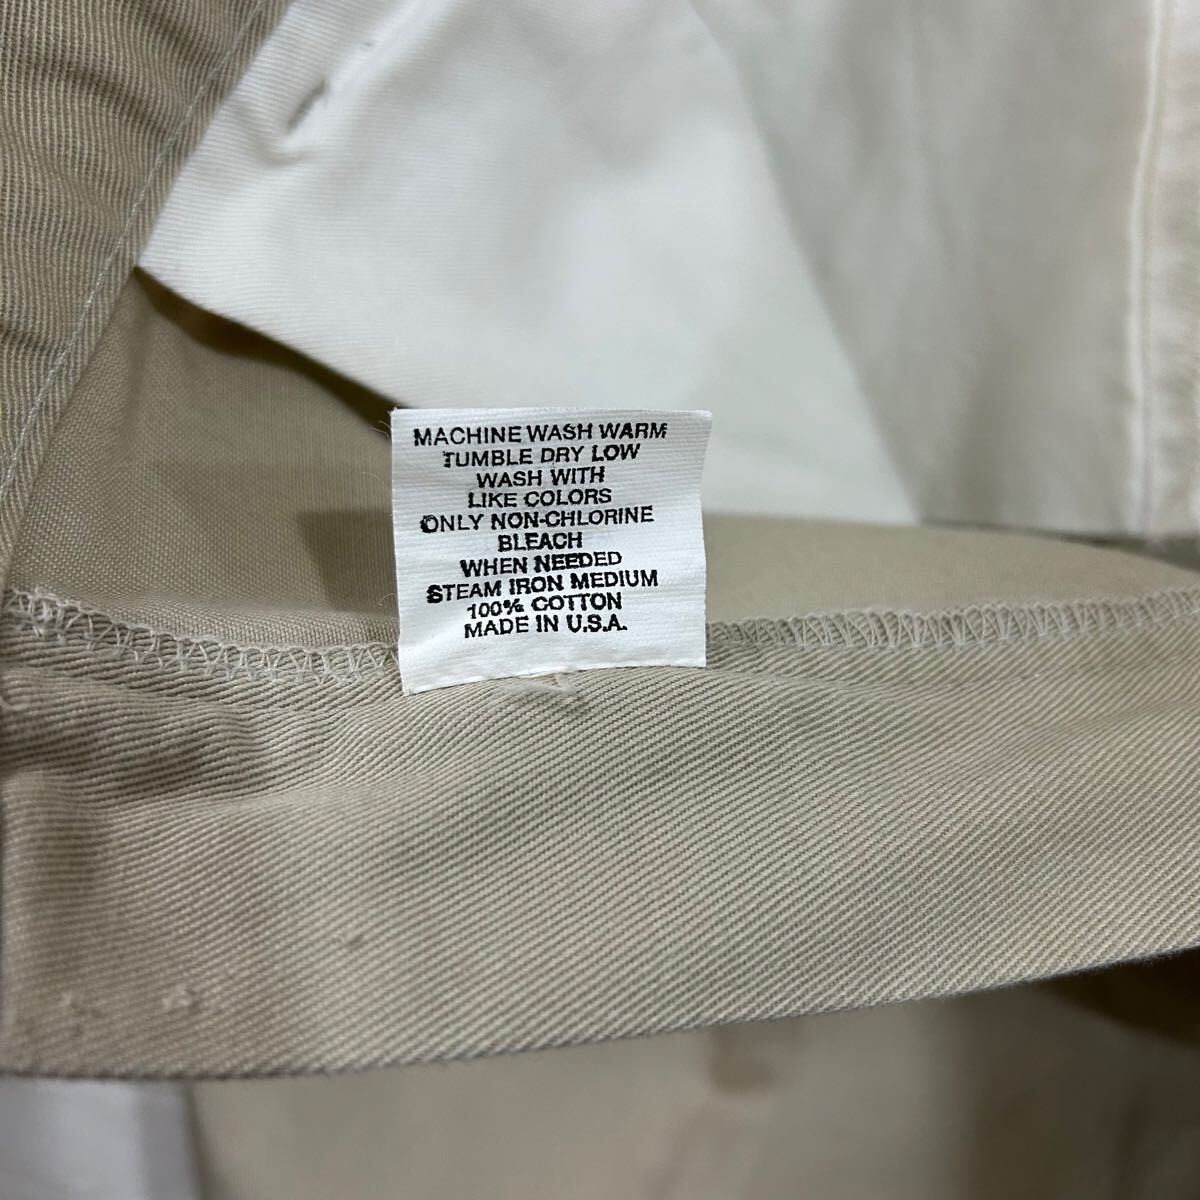 MACHINE WASH WARM
TUMBLE DRY LOW
WASH WITH
LIKE COLORS
ONLY NON-CHLORINE
BLEACH
WHEN NEEDED
STEAM IRON MEDIUM
100% COTTON
MADE IN U.S.A.